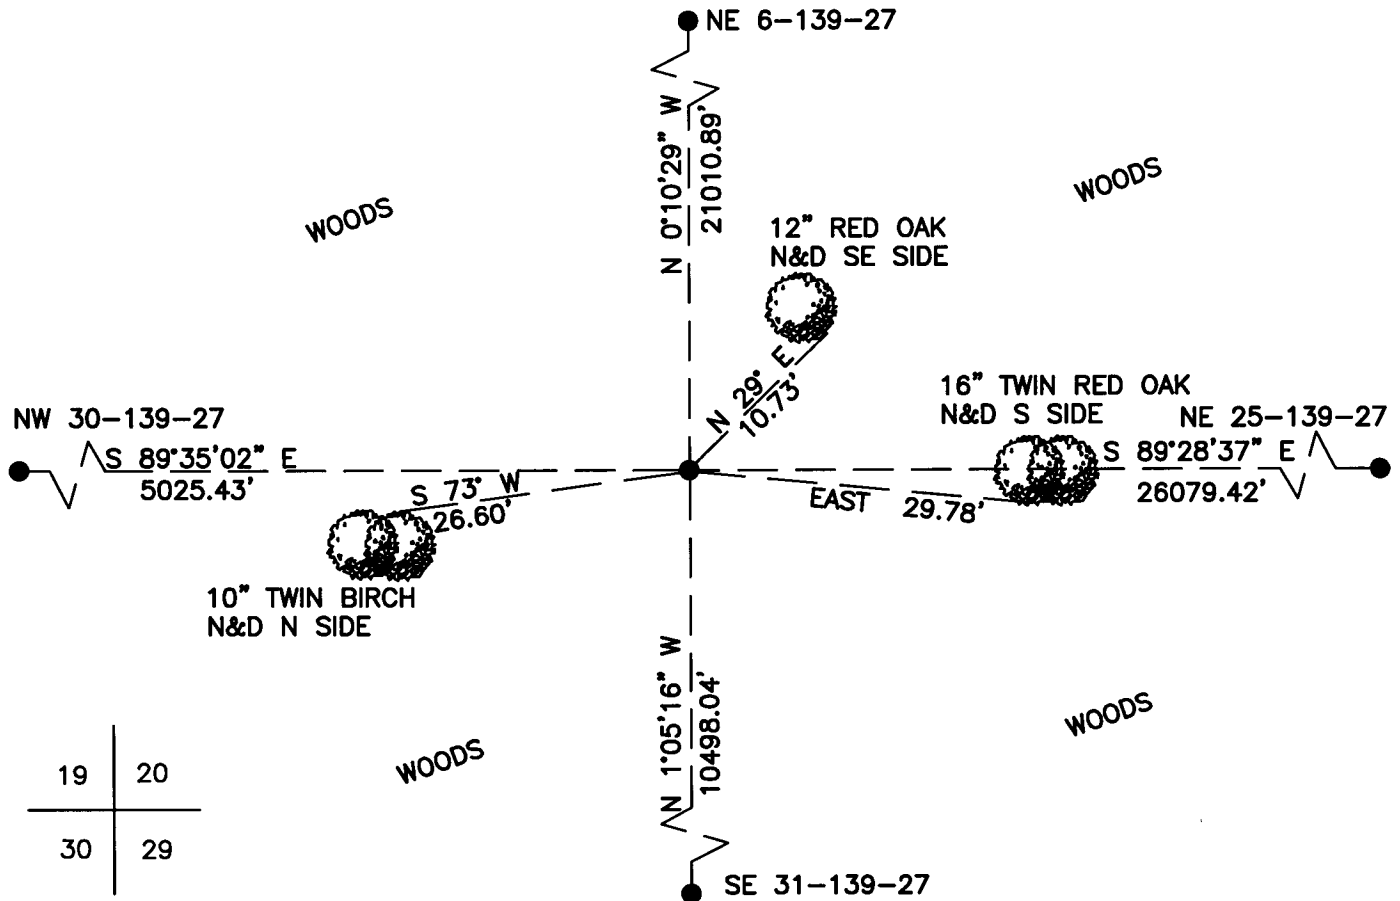 NE 6-139-27
N 0°10'29" W
21010.89'
WOODS
WOODS
12" RED OAK
N&D SE SIDE
N 29° E
10.73'
16" TWIN RED OAK
N&D S SIDE
NE 25-139-27
NW 30-139-27
S 89°35'02" E
5025.43'
S 89°28'37" E
26079.42'
S 73° W
26.60'
EAST 29.78'
10" TWIN BIRCH
N&D N SIDE
N 1°05'16" W
10498.04'
WOODS
WOODS
19 20
30 29
SE 31-139-27